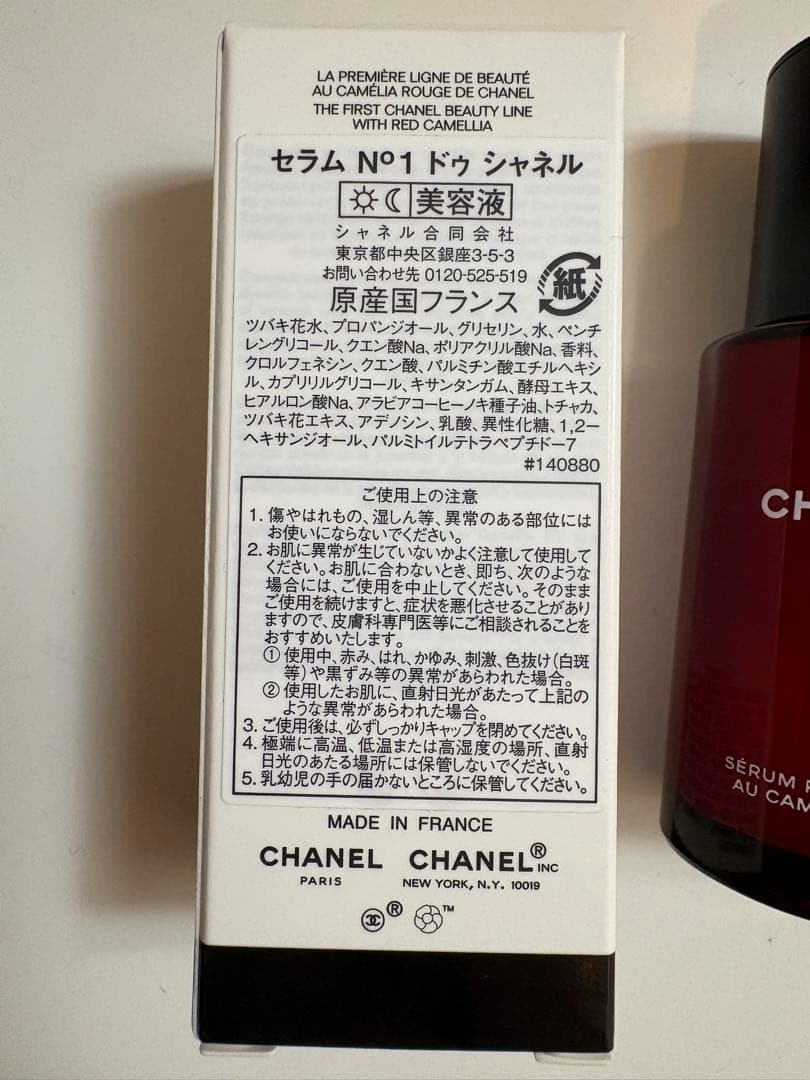 LA PREMIÈRE LIGNE DE BEAUTÉ
AU CAMÉLIA ROUGE DE CHANEL
THE FIRST CHANEL BEAUTY LINE
WITH RED CAMELLIA
セラム Nº1 ドゥ シャネル
美容液
シャネル合同会社
東京都中央区銀座3-5-3
お問い合わせ先 0120-525-519
紙
原産国フランス
ツバキ花水、プロパンジオール、グリセリン、水、ペンチ
レングリコール、クエン酸Na、ポリアクリル酸Na、香料、
クロルフェネシン、クエン酸、パルミチン酸エチルヘキシ
ル、カプリリルグリコール、キサンタンガム、酵母エキス、
ヒアルロン酸Na、アラビアコーヒーノキ種子油、トチャカ、
ツバキ花エキス、アデノシン、乳酸、異性化糖、1,2-
ヘキサンジオール、パルミトイルテトラペプチド-7
#140880
ご使用上の注意
1. 傷やはれもの、湿しん等、異常のある部位には
お使いにならないでください。
2. お肌に異常が生じていないかよく注意して使用して
ください。お肌に合わないとき、即ち、次のような
場合には、ご使用を中止してください。そのまま
ご使用を続けますと、症状を悪化させることがあり
ますので、皮膚科専門医等にご相談されることを
おすすめいたします。
① 使用中、赤み、はれ、かゆみ、刺激、色抜け(白斑
等)や黒ずみ等の異常があらわれた場合。
② 使用したお肌に、直射日光があたって上記の
ような異常があらわれた場合。
3. ご使用後は、必ずしっかりキャップを閉めてください。
4. 極端に高温、低温または高湿度の場所、直射
日光のあたる場所には保管しないでください。
5. 乳幼児の手の届かないところに保管してください。
MADE IN FRANCE
CHANEL CHANEL® INC
PARIS NEW YORK, N.Y. 10019
® ™
CH
SÉRUM
AU CAM